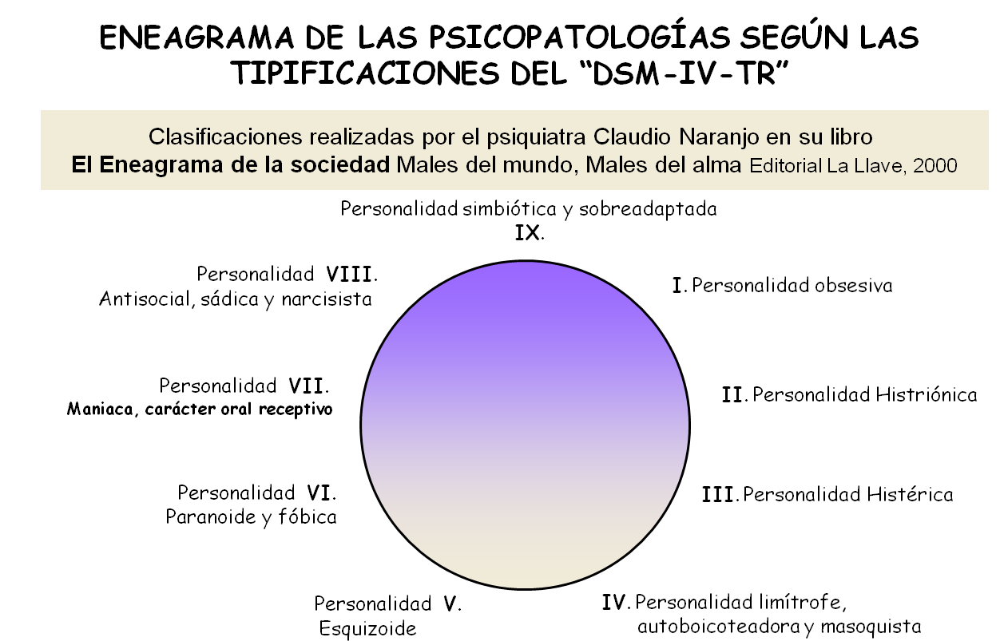 ENEAGRAMA DE LAS PSICOPATOLOGÍAS SEGÚN LAS
TIPIFICACIONES DEL “DSM-IV-TR”
Clasificaciones realizadas por el psiquiatra Claudio Naranjo en su libro
El Eneagrama de la sociedad Males del mundo, Males del alma Editorial La Llave, 2000
Personalidad simbiótica y sobreadaptada
IX.
Personalidad VIII.
Antisocial, sádica y narcisista
I. Personalidad obsesiva
Personalidad VII.
Maniaca, carácter oral receptivo
II. Personalidad Histriónica
Personalidad VI.
Paranoide y fóbica
III. Personalidad Histérica
Personalidad V.
Esquizoide
IV. Personalidad limítrofe,
autoboicoteadora y masoquista